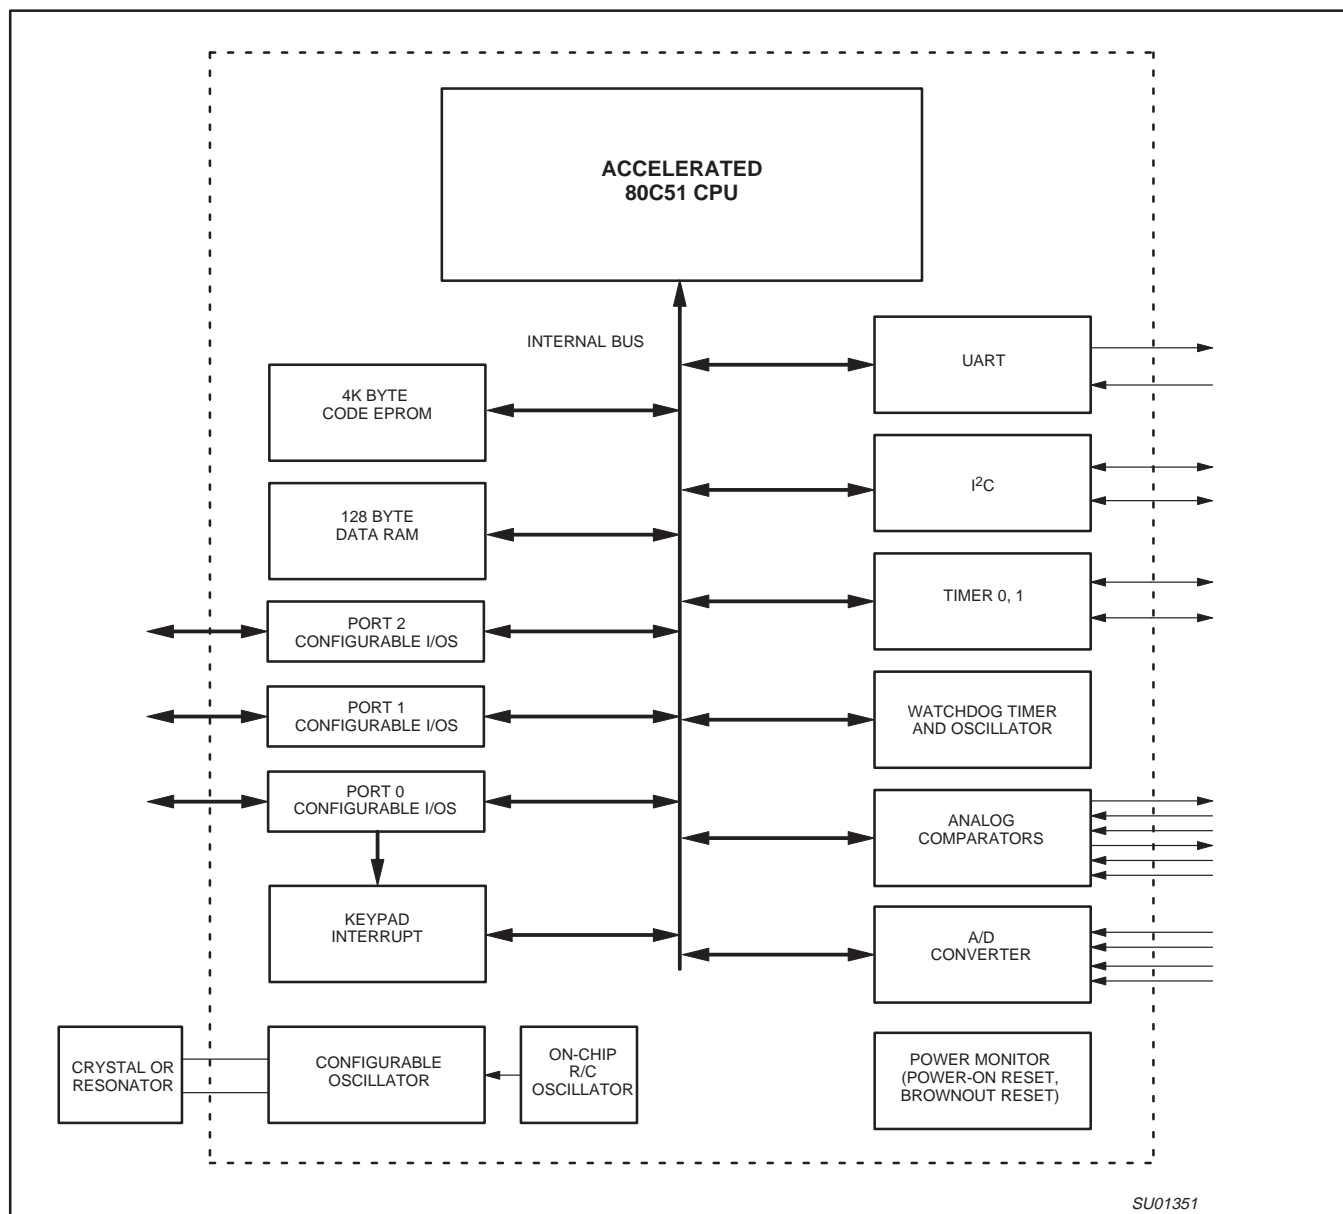 ACCELERATED
80C51 CPU
INTERNAL BUS
UART
4K BYTE
CODE EPROM
I²C
128 BYTE
DATA RAM
TIMER 0, 1
PORT 2
CONFIGURABLE I/OS
PORT 1
CONFIGURABLE I/OS
WATCHDOG TIMER
AND OSCILLATOR
PORT 0
CONFIGURABLE I/OS
ANALOG
COMPARATORS
KEYPAD
INTERRUPT
A/D
CONVERTER
CRYSTAL OR
RESONATOR
CONFIGURABLE
OSCILLATOR
ON-CHIP
R/C
OSCILLATOR
POWER MONITOR
(POWER-ON RESET,
BROWNOUT RESET)
SU01351